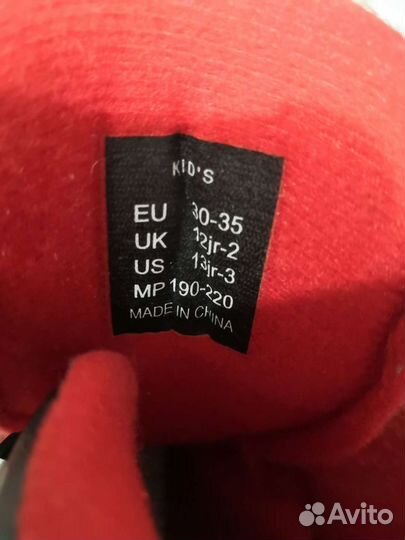 KID'S
EU 30-35
UK 12jr-2
US 13jr-3
MP 190-220
MADE IN CHINA
Avito